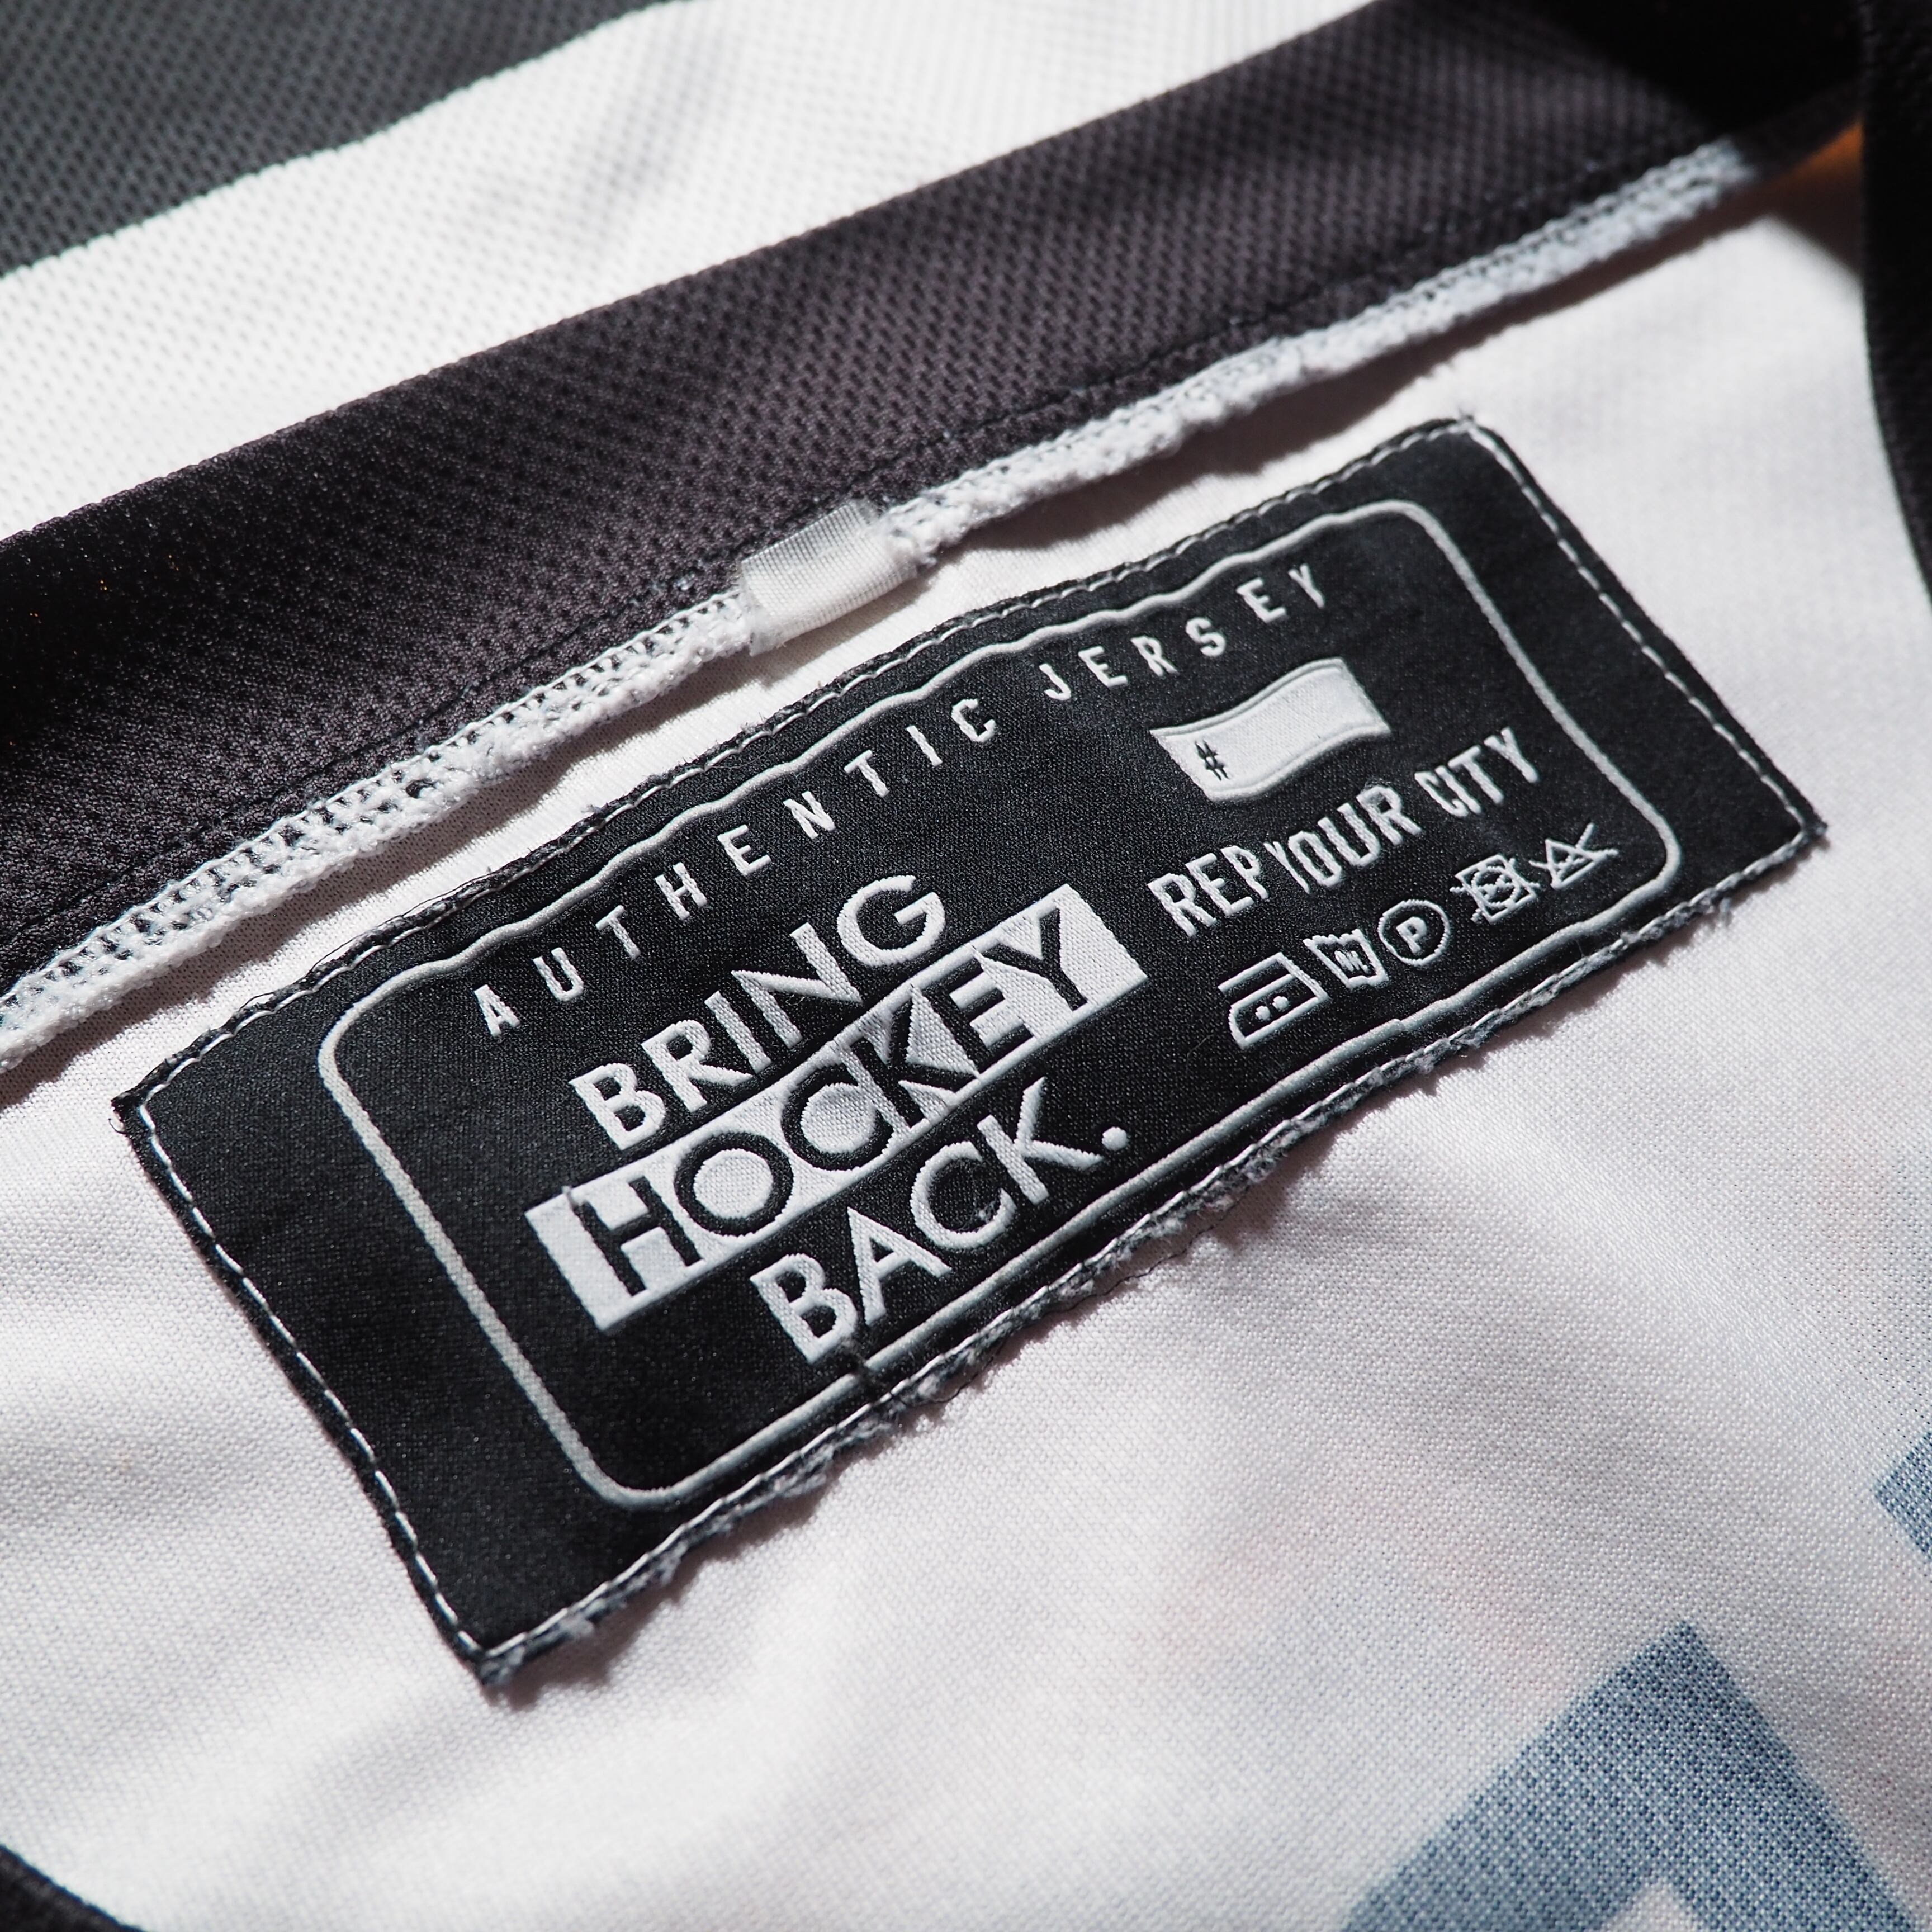 AUTHENTIC JERSEY
BRING
HOCKEY
BACK.
#
REP YOUR CITY
P